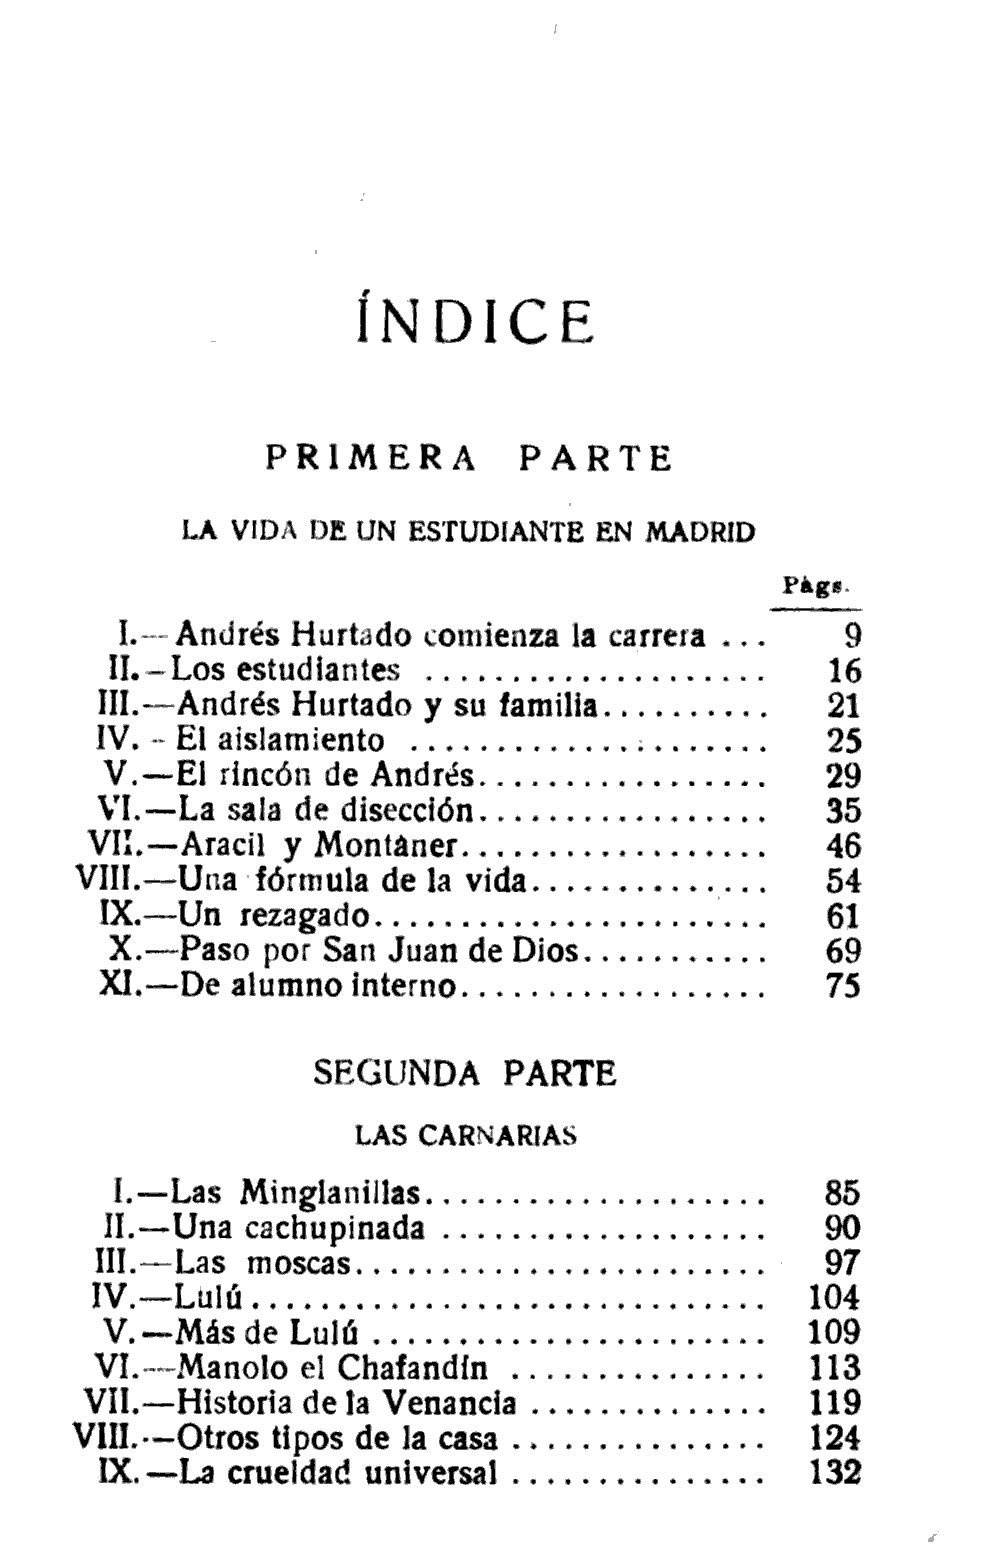 ÍNDICE
PRIMERA PARTE
LA VIDA DE UN ESTUDIANTE EN MADRID
Págs.
I.—Andrés Hurtado comienza la carrera ... 9
II.—Los estudiantes .................... 16
III.—Andrés Hurtado y su familia.......... 21
IV.—El aislamiento ..................... 25
V.—El rincón de Andrés................. 29
VI.—La sala de disección................. 35
VII.—Aracil y Montaner.................. 46
VIII.—Una fórmula de la vida.............. 54
IX.—Un rezagado....................... 61
X.—Paso por San Juan de Dios........... 69
XI.—De alumno interno.................. 75
SEGUNDA PARTE
LAS CARNARIAS
I.—Las Minglanillas.................... 85
II.—Una cachupinada ................... 90
III.—Las moscas........................ 97
IV.—Lulú.............................. 104
V.—Más de Lulú ....................... 109
VI.—Manolo el Chafandín ............... 113
VII.—Historia de la Venancia .............. 119
VIII.—Otros tipos de la casa ............... 124
IX.—La crueldad universal ............... 132